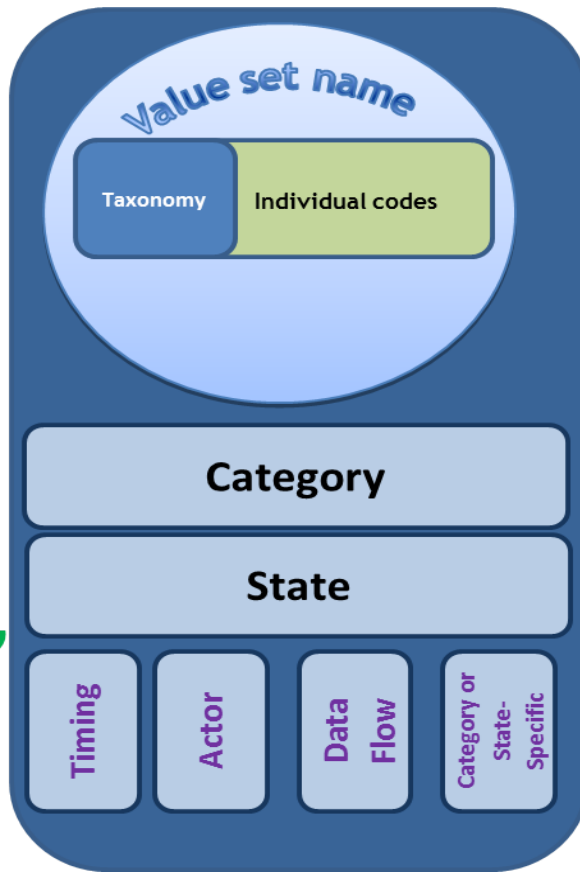 Value set name
Taxonomy
Individual codes
Category
State
Timing
Actor
Data
Flow
Category or
State-
Specific